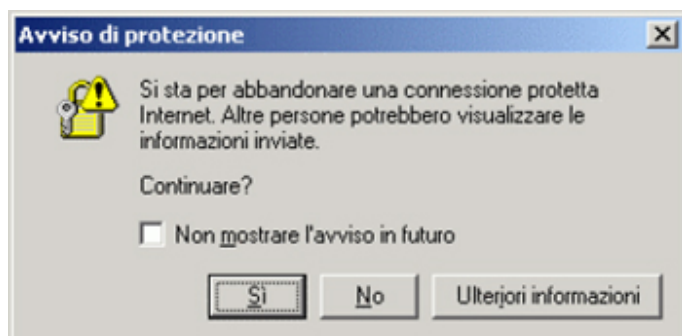 Avviso di protezione
Si sta per abbandonare una connessione protetta
Internet. Altre persone potrebbero visualizzare le
informazioni inviate.
Continuare?
Non mostrare l'avviso in futuro
Sì
No
Ulteriori informazioni